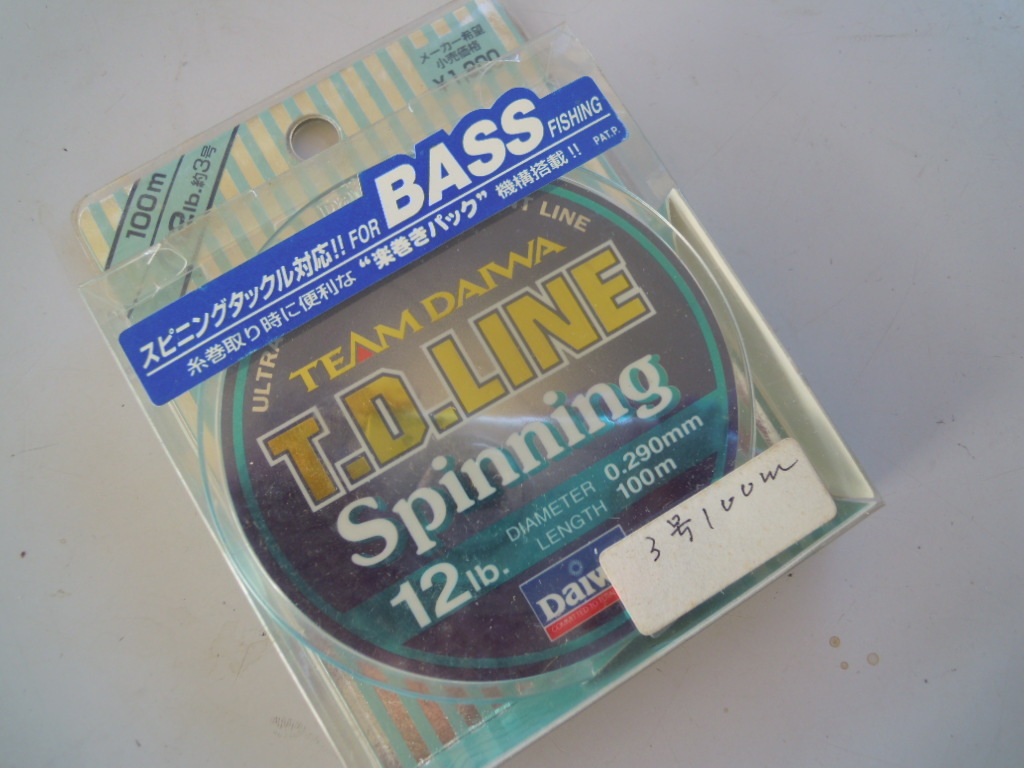 メーカー希望
小売価格
100m
lb.約3号
スピニングタックル対応!! FOR BASS FISHING
糸巻取り時に便利な “楽巻きパック” 機構搭載!! PAT.P.
LINE
TEAM DAIWA
T.D.LINE
Spinning
DIAMETER 0.290mm
LENGTH 100m
12lb.
3号100m